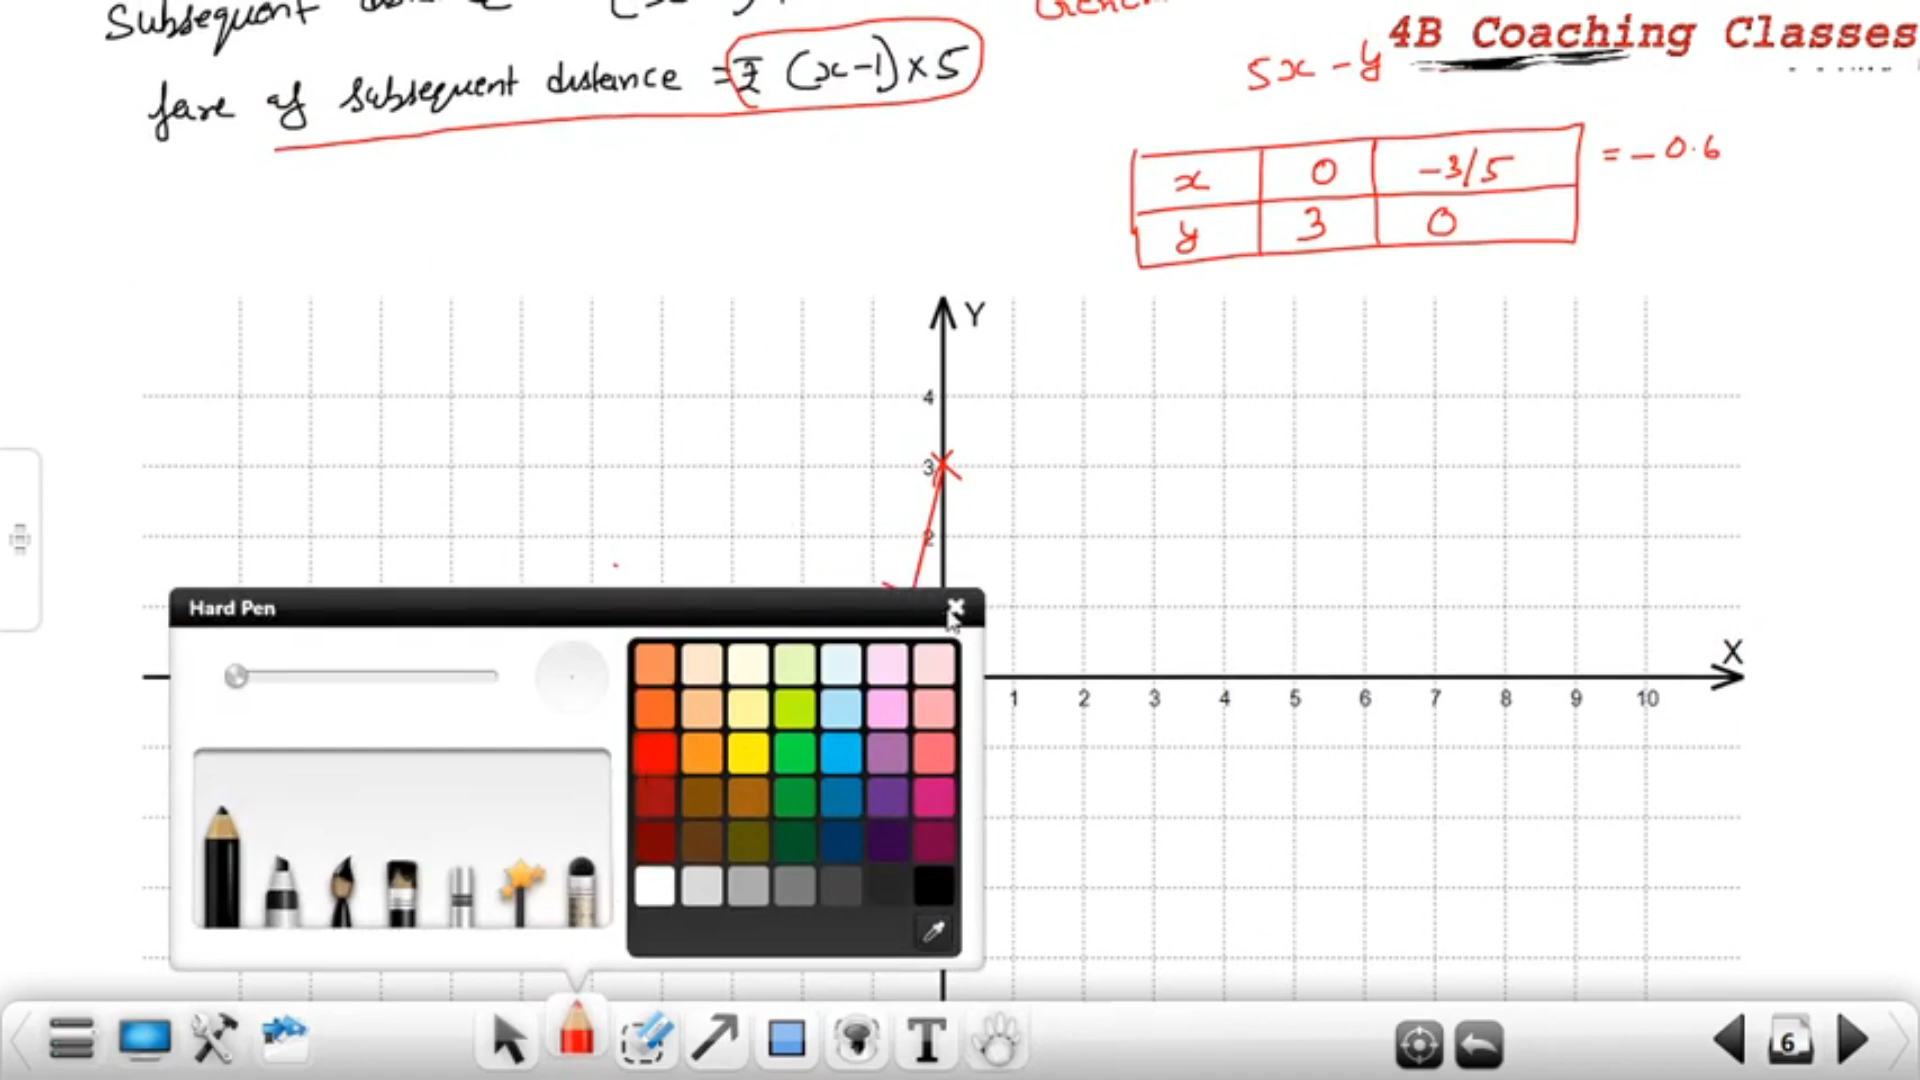 Subsequent
4B Coaching Classes
5x - y
fare of subsequent distance = ₹ (x-1) × 5
x 0 -3/5 = -0.6
y 3 0
Y
4
3
2
Hard Pen
X
1 2 3 4 5 6 7 8 9 10
T
6